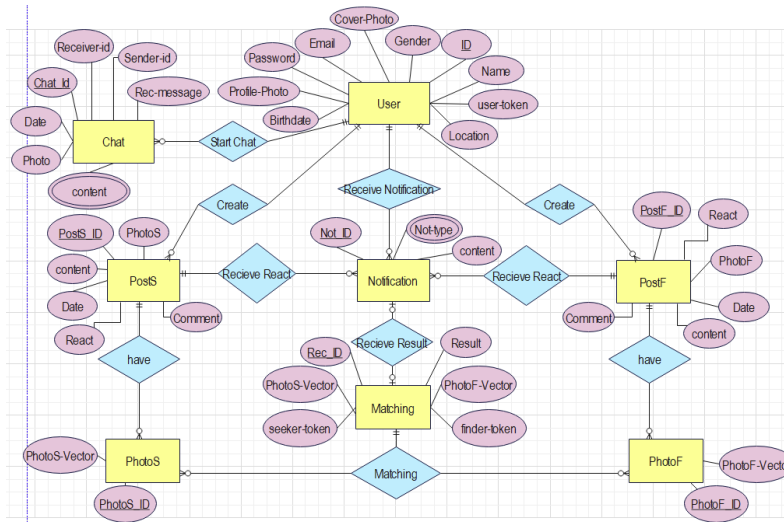 Cover-Photo
Receiver-id
Email
Gender
ID
Sender-id
Password
Name
Chat_Id
Rec-message
Profile-Photo
User
user-token
Date
Birthdate
Location
Chat
Start Chat
Photo
content
Receive Notification
Create
Create
PostS_ID
PhotoS
Not_ID
Not-type
PostF_ID
React
content
content
PhotoF
PostS
Recieve React
Notification
Recieve React
PostF
Date
Date
React
Comment
Comment
content
Recieve Result
Result
have
Rec_ID
have
PhotoS-Vector
PhotoF-Vector
Matching
seeker-token
finder-token
PhotoS-Vector
PhotoS
Matching
PhotoF
PhotoF-Vector
PhotoS_ID
PhotoF_ID